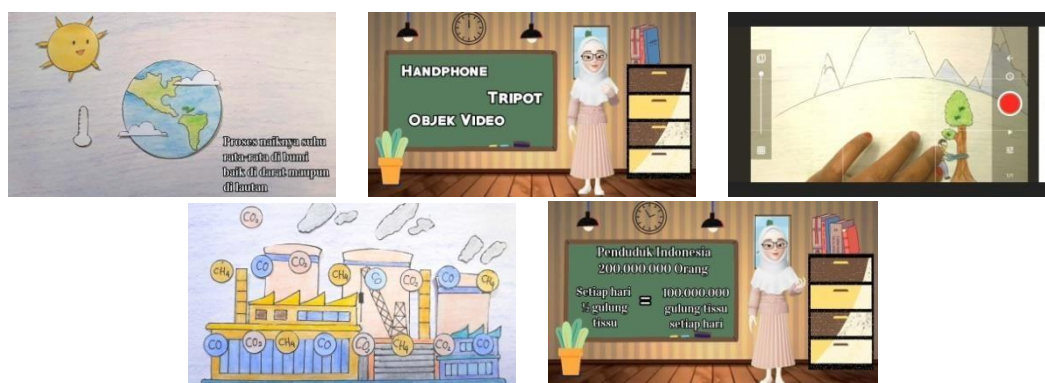 Proses naiknya suhu
rata-rata di bumi
baik di darat maupun
di lautan
HANDPHONE
TRIPOT
OBJEK VIDEO
CO₂
CH₄
CO
CO₂
CH₄
CO₂
CO
CH₄
CO
CO₂
CH₄
CO
CO₂
CH₄
CO₂
CO
Penduduk Indonesia
200.000.000 Orang
Setiap hari
½ gulung
tissu
=
100.000.000
gulung tissu
setiap hari